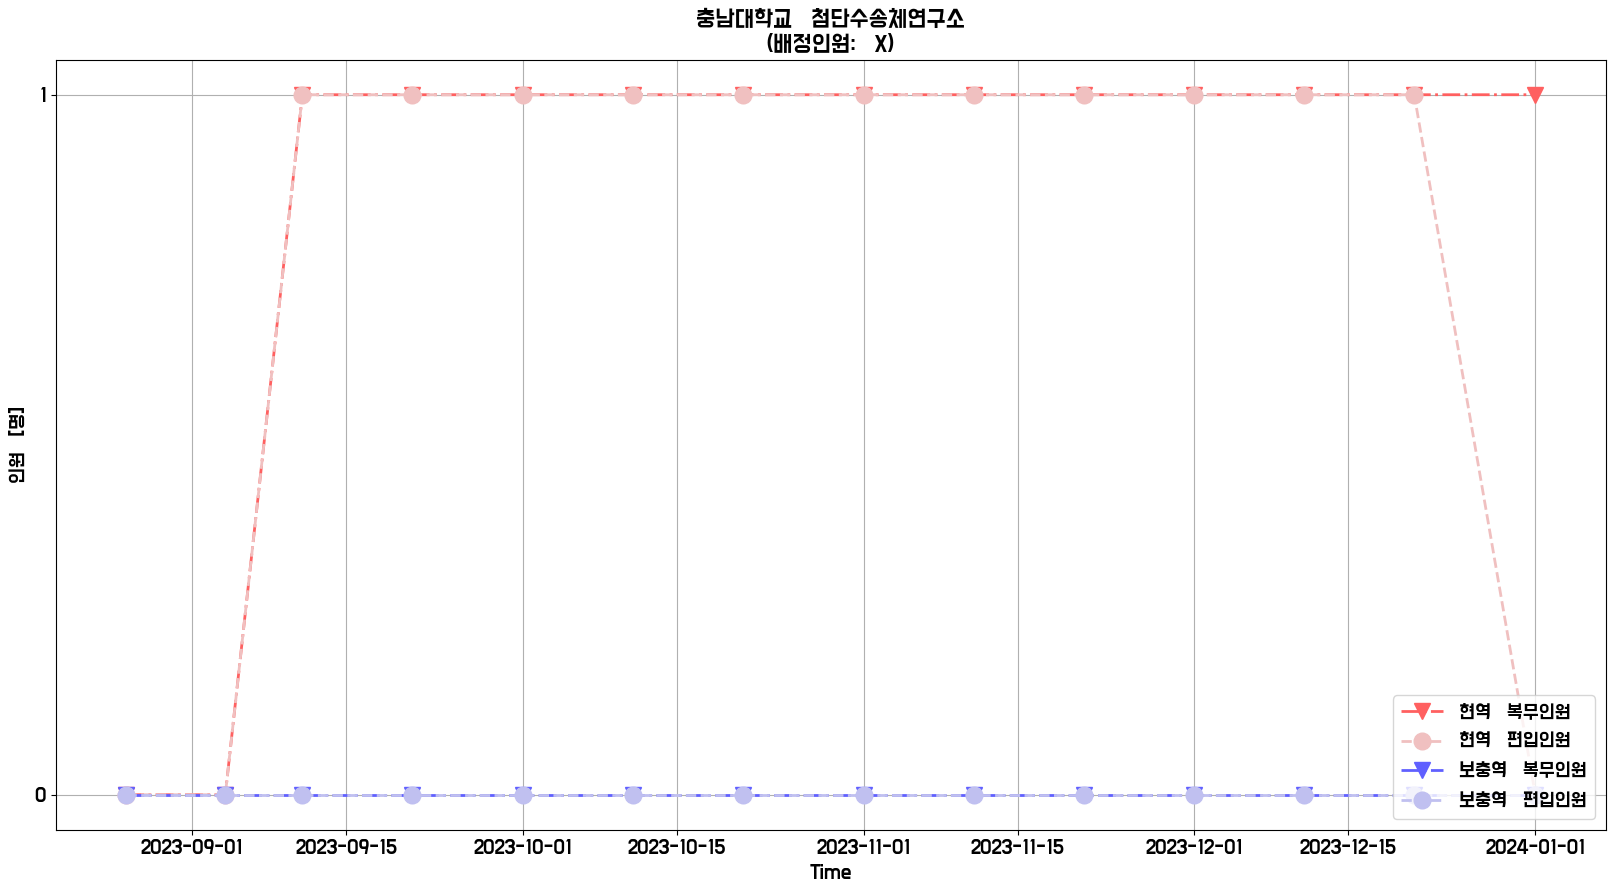 충남대학교 첨단수송체연구소
(배정인원: X)
1
0
인원 [명]
현역 복무인원
현역 편입인원
보충역 복무인원
보충역 편입인원
2023-09-01 2023-09-15 2023-10-01 2023-10-15 2023-11-01 2023-11-15 2023-12-01 2023-12-15 2024-01-01
Time